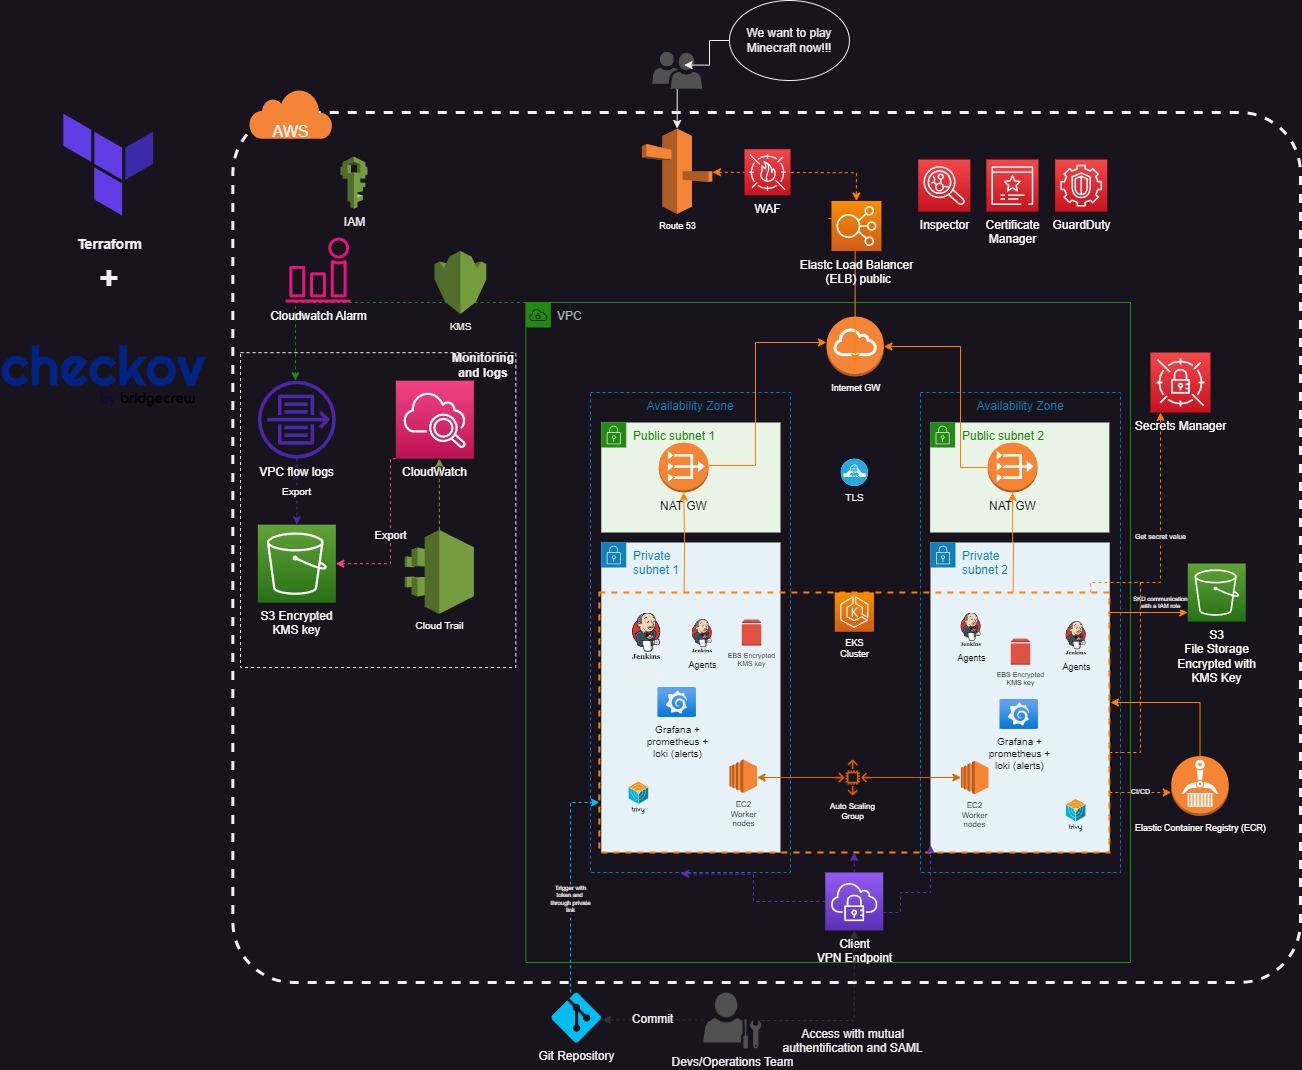 We want to play
Minecraft now!!!
AWS
Terraform
+
checkov
by bridgecrew
IAM
Route 53
WAF
Elastc Load Balancer
(ELB) public
Inspector
Certificate
Manager
GuardDuty
Cloudwatch Alarm
KMS
VPC
Monitoring
and logs
VPC flow logs
CloudWatch
Export
Export
S3 Encrypted
KMS key
Cloud Trail
Internet GW
Availability Zone
Availability Zone
Public subnet 1
Public subnet 2
NAT GW
NAT GW
TLS
Secrets Manager
Get secret value
Private
subnet 1
Private
subnet 2
EKS
Cluster
Jenkins
Jenkins
Agents
EBS Encrypted
KMS key
Jenkins
Agents
EBS Encrypted
KMS key
Jenkins
Agents
SKD communication
with a IAM role
S3
File Storage
Encrypted with
KMS Key
Grafana +
prometheus +
loki (alerts)
Grafana +
prometheus +
loki (alerts)
trivy
EC2
Worker
nodes
Auto Scaling
Group
EC2
Worker
nodes
trivy
CI/CD
Elastic Container Registry (ECR)
Trigger with
token and
through private
link
Client
VPN Endpoint
Git Repository
Commit
Devs/Operations Team
Access with mutual
authentification and SAML